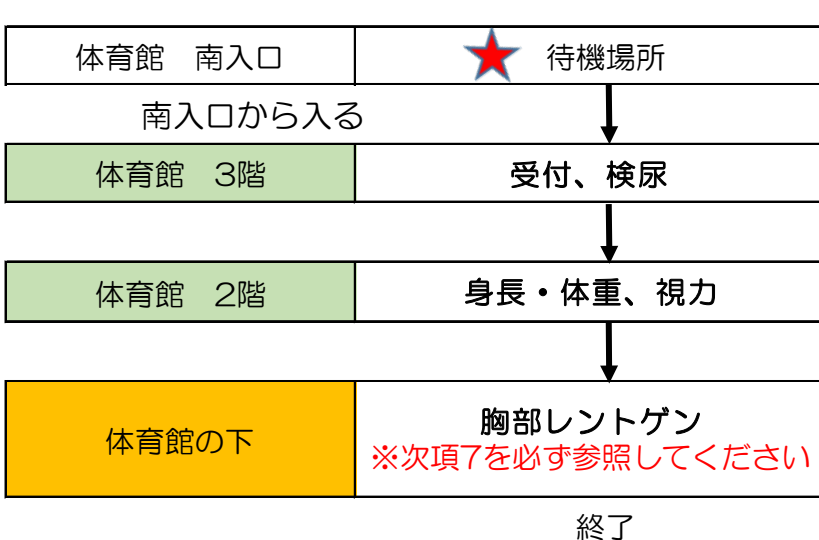 体育館　南入口
待機場所
南入口から入る
体育館　3階
受付、検尿
体育館　2階
身長・体重、視力
体育館の下
胸部レントゲン
※次項7を必ず参照してください
終了